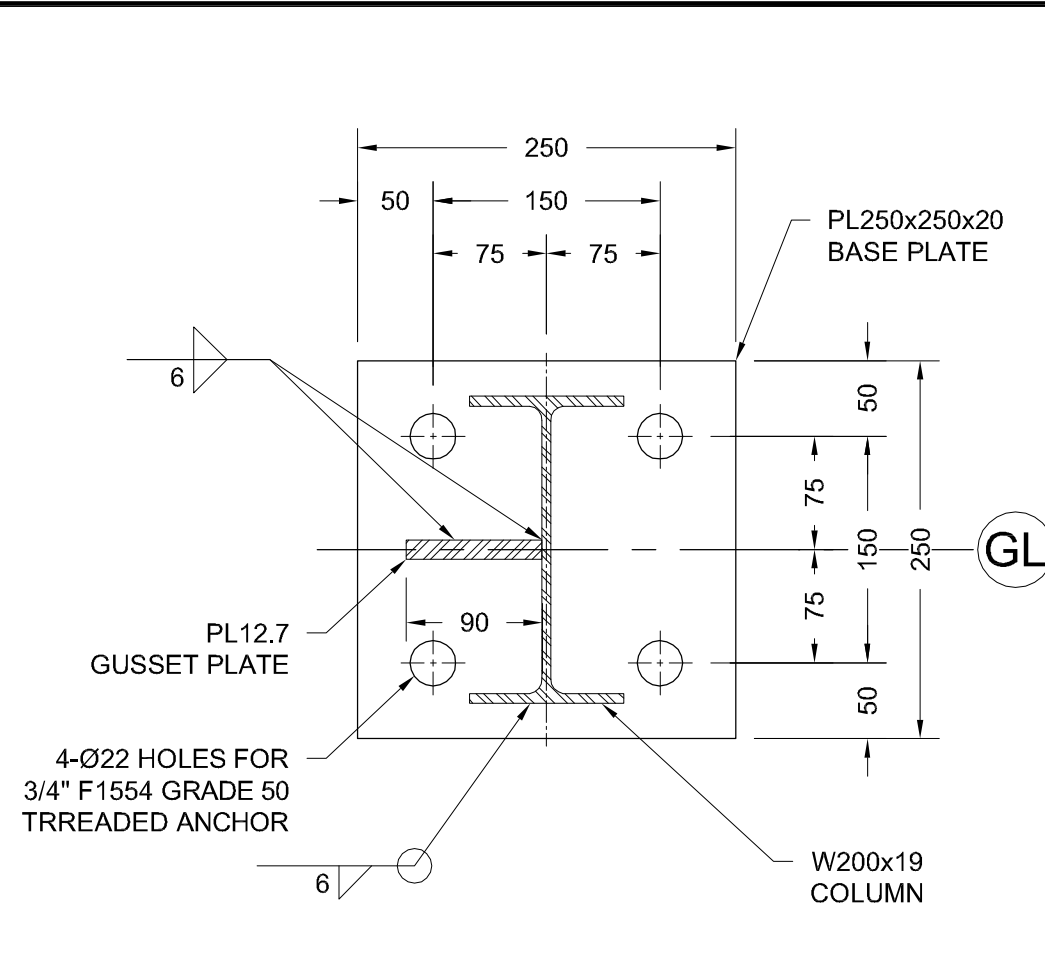 250
50
150
75
75
PL250x250x20
BASE PLATE
6
50
75
150
250
GL
75
90
PL12.7
GUSSET PLATE
50
4-Ø22 HOLES FOR
3/4" F1554 GRADE 50
TRREADED ANCHOR
6
W200x19
COLUMN